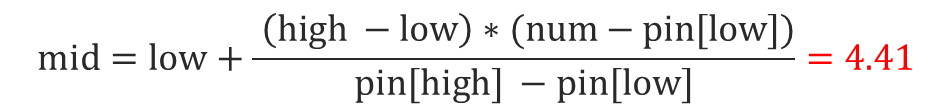 mid = low + (high − low) ∗ (num − pin[low]) / pin[high] − pin[low] = 4.41